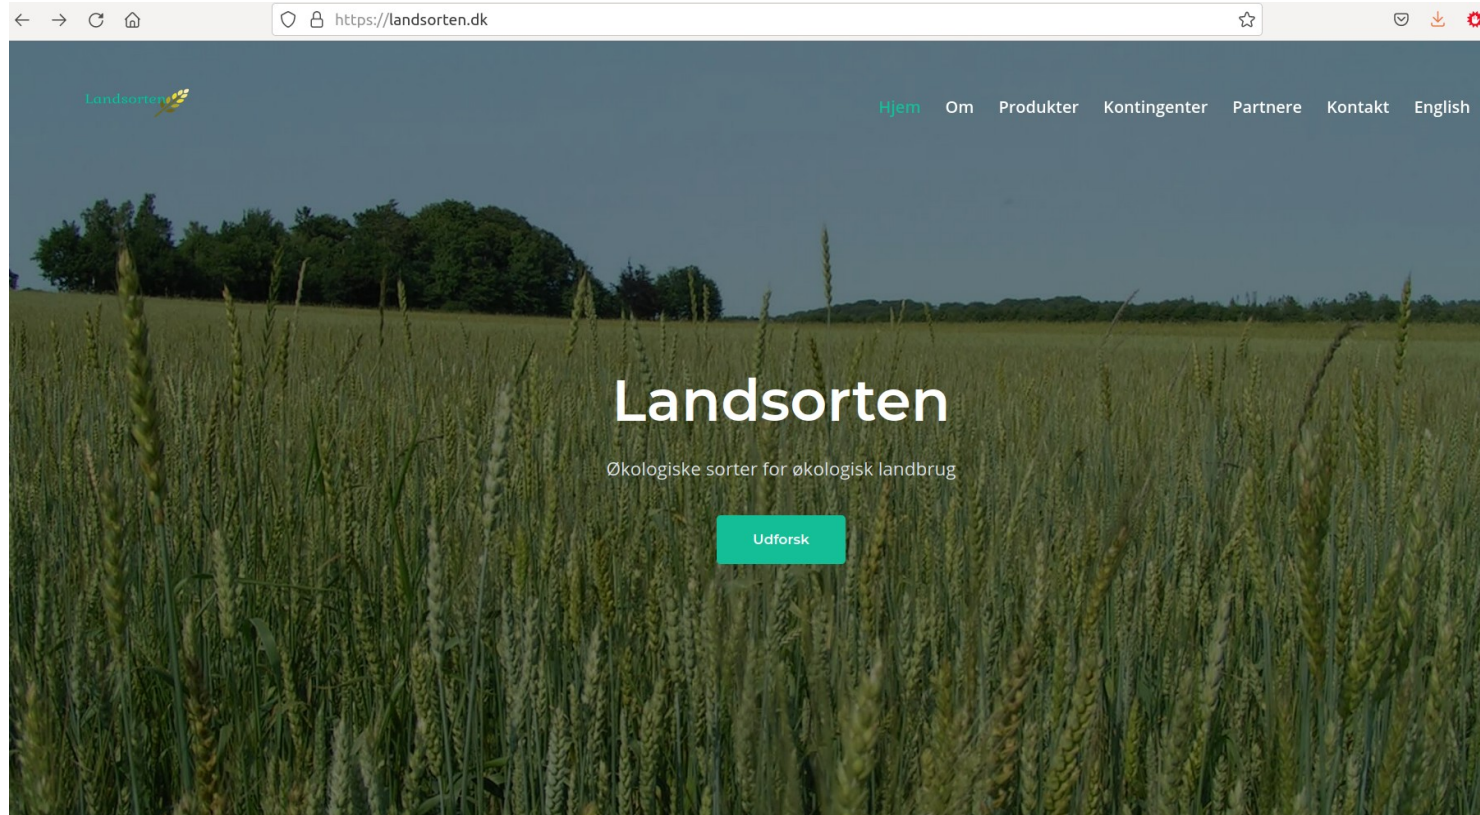 https://landsorten.dk
Landsorten
Hjem Om Produkter Kontingenter Partnere Kontakt English
Landsorten
Økologiske sorter for økologisk landbrug
Udforsk